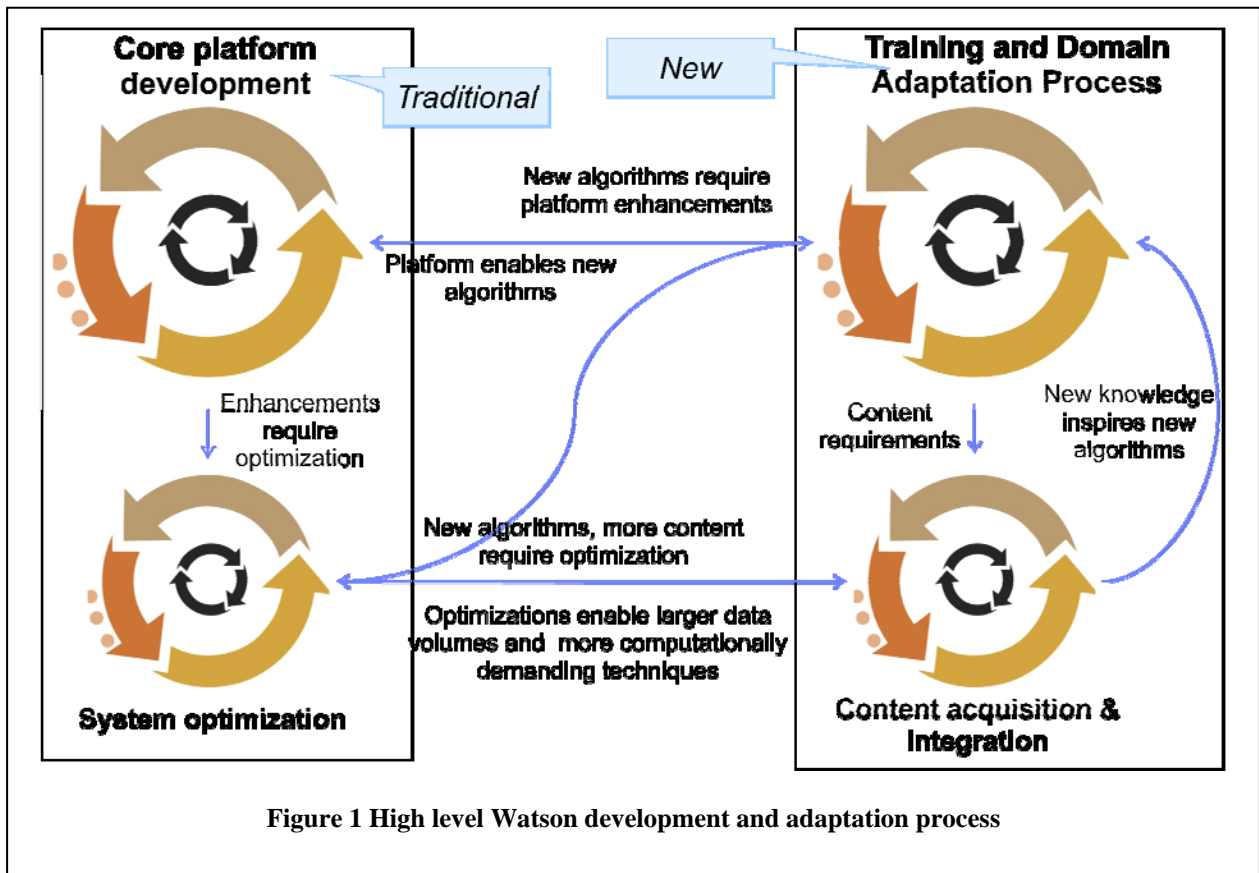 Core platform
development
Traditional
New
Training and Domain
Adaptation Process
New algorithms require
platform enhancements
Platform enables new
algorithms
Enhancements
require
optimization
Content
requirements
New knowledge
inspires new
algorithms
New algorithms, more content
require optimization
Optimizations enable larger data
volumes and more computationally
demanding techniques
System optimization
Content acquisition &
Integration
Figure 1 High level Watson development and adaptation process